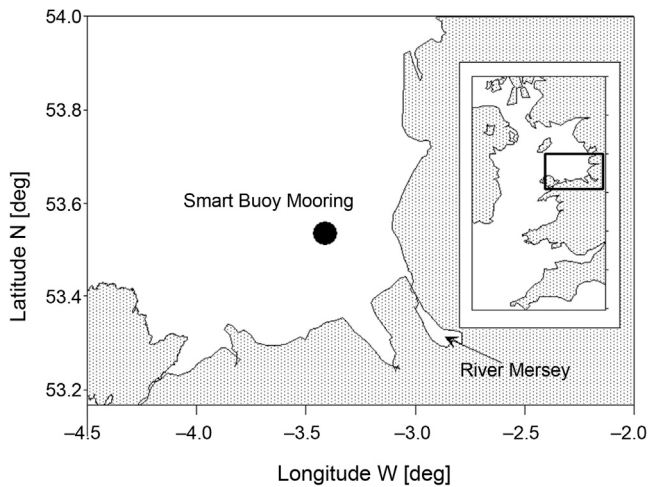 54.0
53.8
53.6
53.4
53.2
Latitude N [deg]
Smart Buoy Mooring
River Mersey
–4.5 –4.0 –3.5 –3.0 –2.5 –2.0
Longitude W [deg]